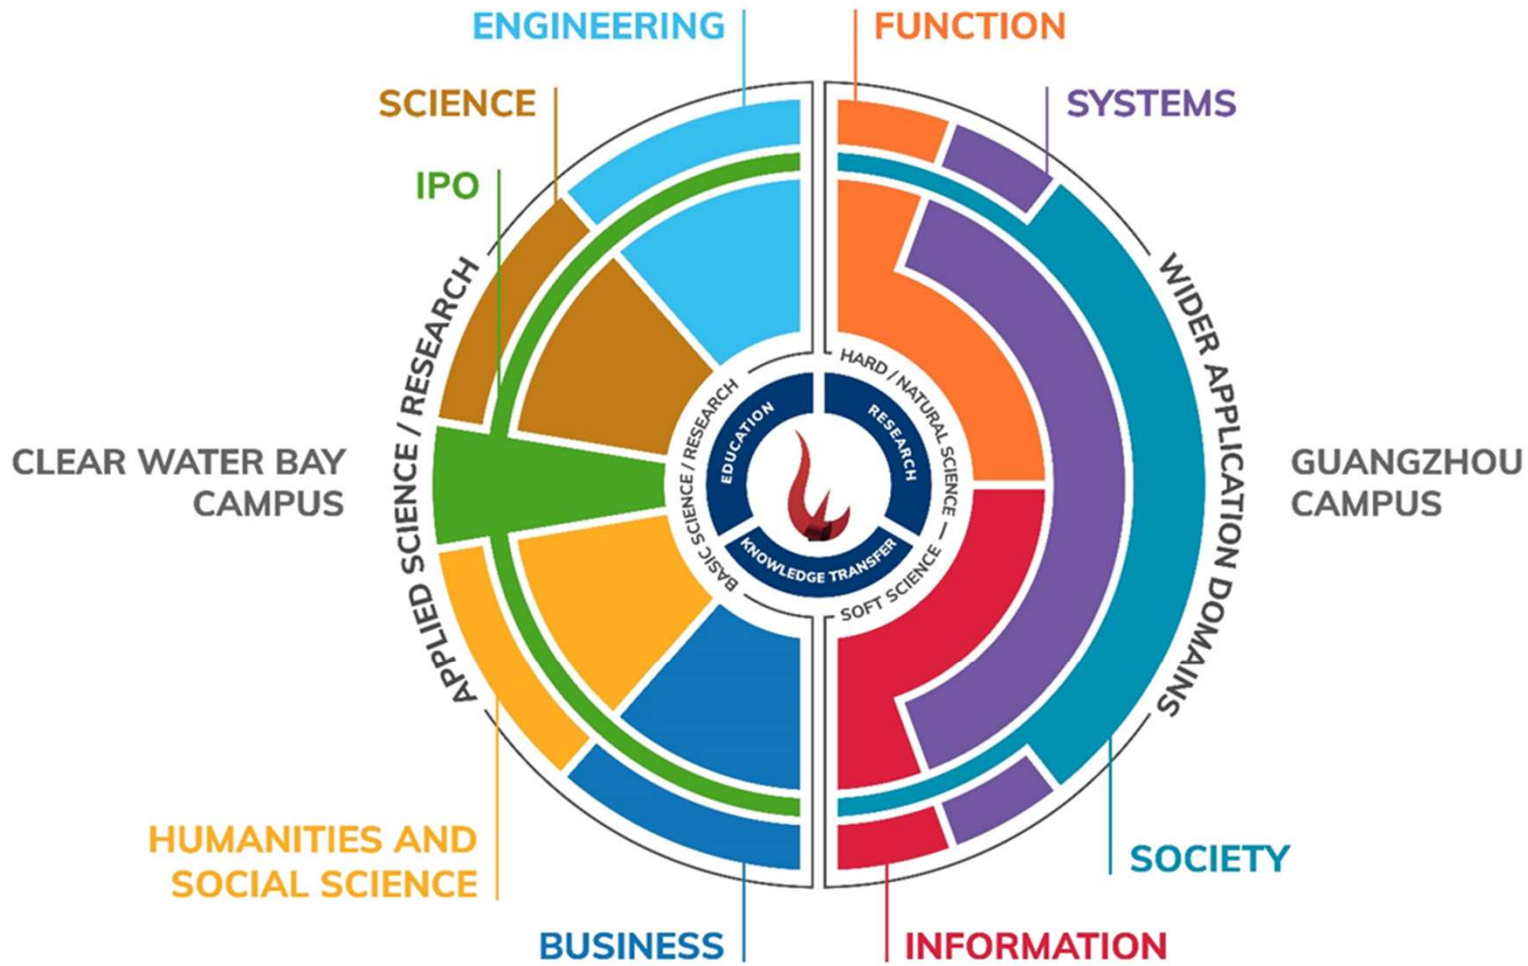 ENGINEERING
FUNCTION
SCIENCE
SYSTEMS
IPO
APPLIED SCIENCE / RESEARCH
WIDER APPLICATION DOMAINS
BASIC SCIENCE / RESEARCH
HARD / NATURAL SCIENCE
SOFT SCIENCE
EDUCATION
RESEARCH
KNOWLEDGE TRANSFER
CLEAR WATER BAY
CAMPUS
GUANGZHOU
CAMPUS
HUMANITIES AND
SOCIAL SCIENCE
SOCIETY
BUSINESS
INFORMATION